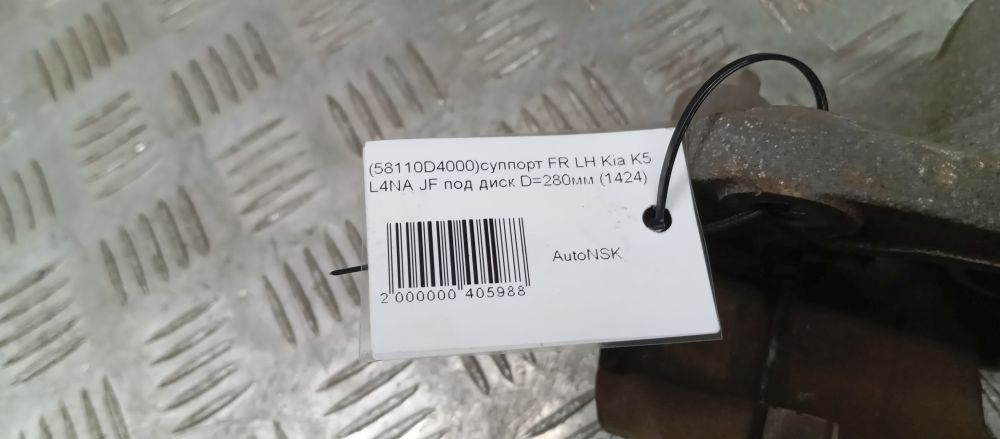 (58110D4000)суппорт FR LH Kia K5
L4NA JF под диск D=280мм (1424)
AutoNSK
2 000000 405988